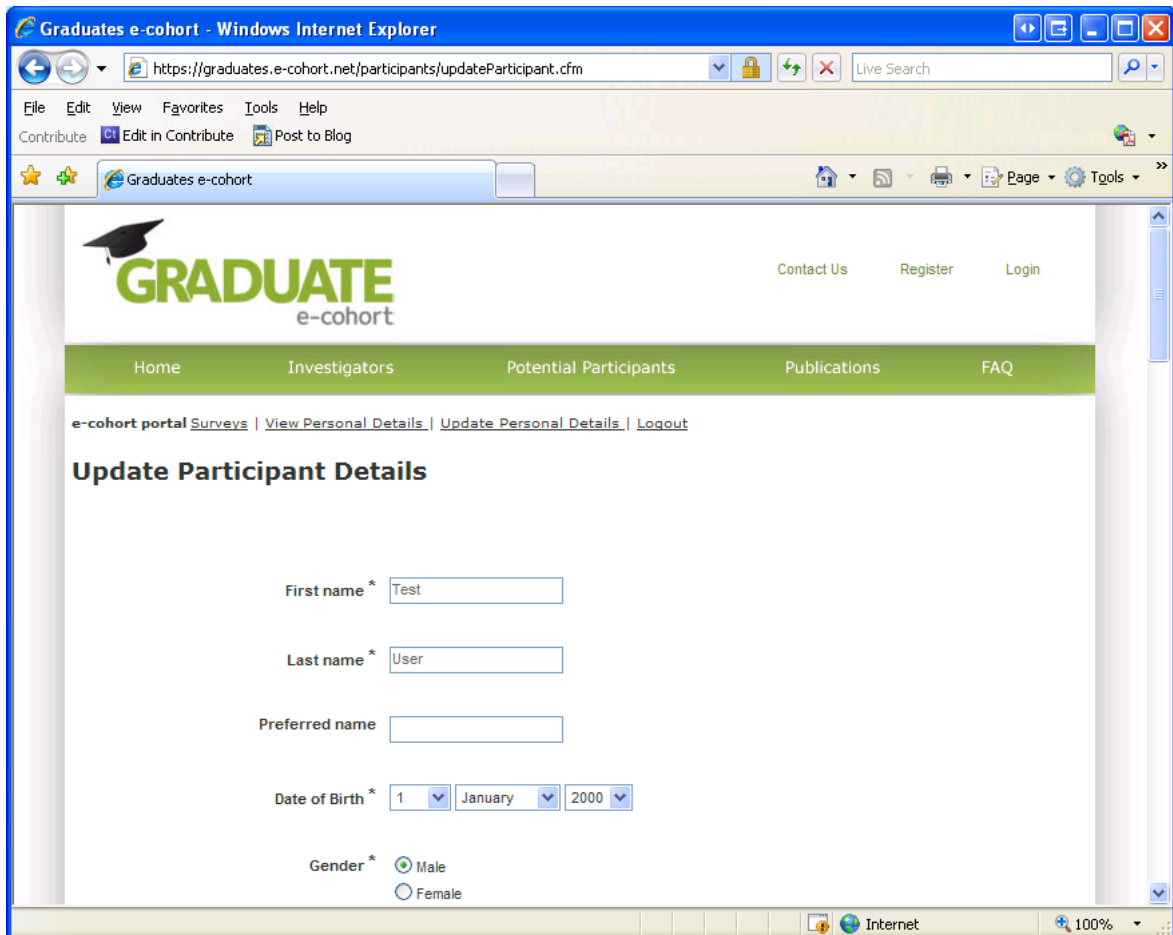 Graduates e-cohort - Windows Internet Explorer
https://graduates.e-cohort.net/participants/updateParticipant.cfm Live Search
File Edit View Favorites Tools Help
Contribute Ct Edit in Contribute Post to Blog
Graduates e-cohort Page Tools »
GRADUATE
e-cohort
Contact Us Register Login
Home Investigators Potential Participants Publications FAQ
e-cohort portal Surveys | View Personal Details | Update Personal Details | Logout
Update Participant Details
First name * Test
Last name * User
Preferred name
Date of Birth * 1 January 2000
Gender * Male
Female
Internet 100%